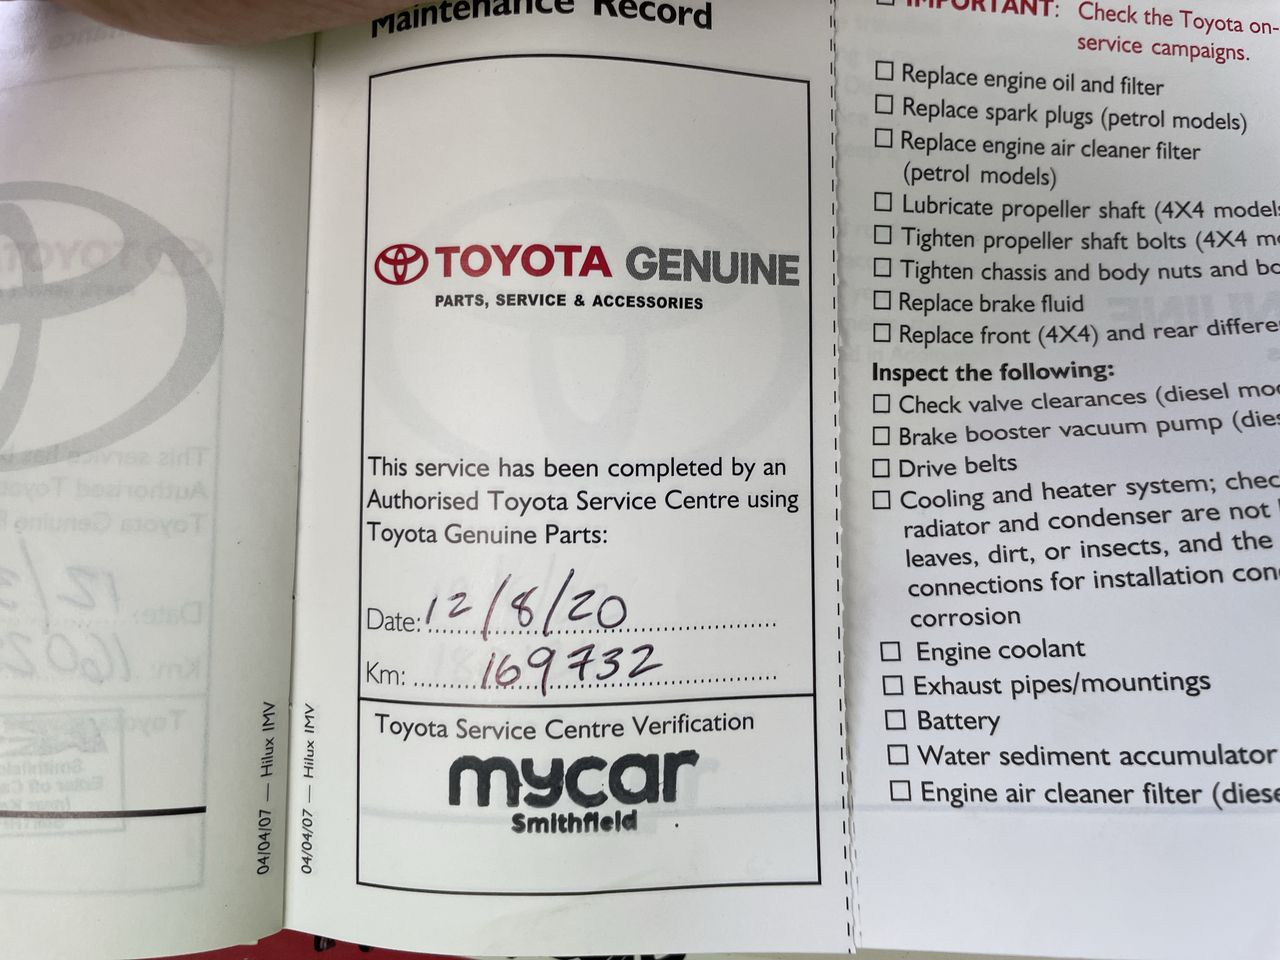 Maintenance Record
TOYOTA GENUINE
PARTS, SERVICE & ACCESSORIES
This service has been completed by an
Authorised Toyota Service Centre using
Toyota Genuine Parts:
Date: 12/8/20
Km: 169732
Toyota Service Centre Verification
mycar
Smithfield
04/04/07 — Hilux IMV
04/04/07 — Hilux IMV
IMPORTANT: Check the Toyota on-
service campaigns.
Replace engine oil and filter
Replace spark plugs (petrol models)
Replace engine air cleaner filter
(petrol models)
Lubricate propeller shaft (4X4 models
Tighten propeller shaft bolts (4X4
Tighten chassis and body nuts and
Replace brake fluid
Replace front (4X4) and rear
Inspect the following:
Check valve clearances (diesel
Brake booster vacuum pump
Drive belts
Cooling and heater system;
radiator and condenser are not
leaves, dirt, or insects, and the
connections for installation
corrosion
Engine coolant
Exhaust pipes/mountings
Battery
Water sediment accumulator
Engine air cleaner filter